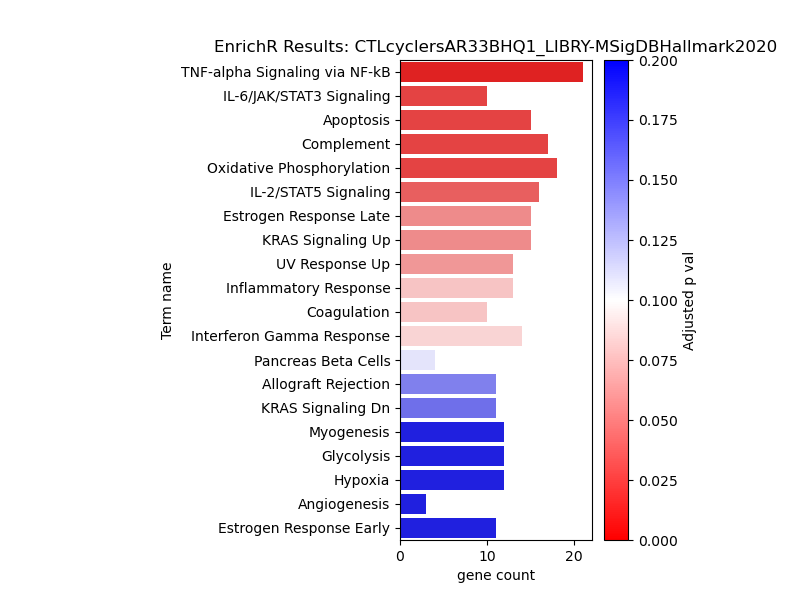 EnrichR Results: CTLcyclersAR33BHQ1_LIBRY-MSigDBHallmark2020
TNF-alpha Signaling via NF-kB
IL-6/JAK/STAT3 Signaling
Apoptosis
Complement
Oxidative Phosphorylation
IL-2/STAT5 Signaling
Estrogen Response Late
KRAS Signaling Up
UV Response Up
Inflammatory Response
Coagulation
Interferon Gamma Response
Pancreas Beta Cells
Allograft Rejection
KRAS Signaling Dn
Myogenesis
Glycolysis
Hypoxia
Angiogenesis
Estrogen Response Early
Term name
0 10 20
gene count
0.200
0.175
0.150
0.125
0.100
0.075
0.050
0.025
0.000
Adjusted p val